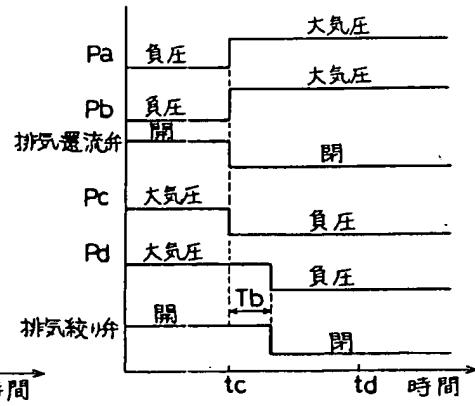 大気圧
Pa 負圧
大気圧
Pb 負圧
排気還流弁 開
閉
Pc 大気圧
負圧
Pd 大気圧
負圧
Tb
排気絞り弁 開
閉
時間 tc td 時間